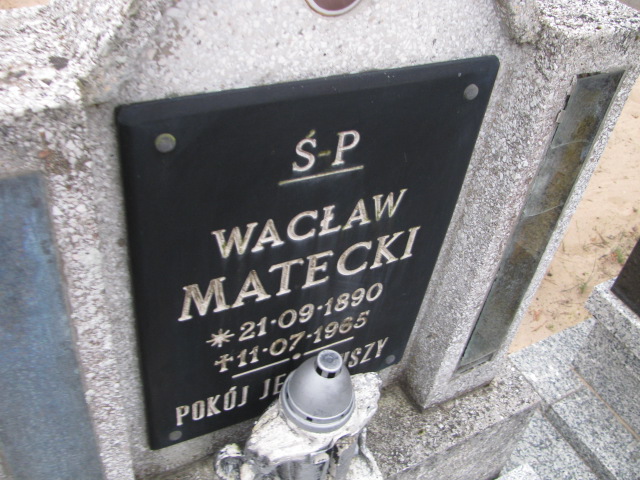 Ś-P
WACŁAW
MATECKI
* 21·09·1890
† 11·07·1965
POKÓJ